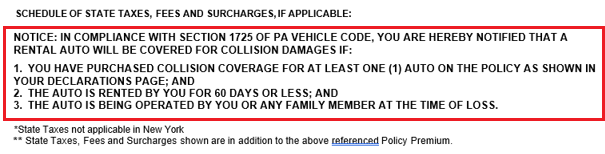 SCHEDULE OF STATE TAXES, FEES AND SURCHARGES, IF APPLICABLE:
NOTICE: IN COMPLIANCE WITH SECTION 1725 OF PA VEHICLE CODE, YOU ARE HEREBY NOTIFIED THAT A
RENTAL AUTO WILL BE COVERED FOR COLLISION DAMAGES IF:
1. YOU HAVE PURCHASED COLLISION COVERAGE FOR AT LEAST ONE (1) AUTO ON THE POLICY AS SHOWN IN
YOUR DECLARATIONS PAGE; AND
2. THE AUTO IS RENTED BY YOU FOR 60 DAYS OR LESS; AND
3. THE AUTO IS BEING OPERATED BY YOU OR ANY FAMILY MEMBER AT THE TIME OF LOSS.
*State Taxes not applicable in New York
** State Taxes, Fees and Surcharges shown are in addition to the above referenced Policy Premium.